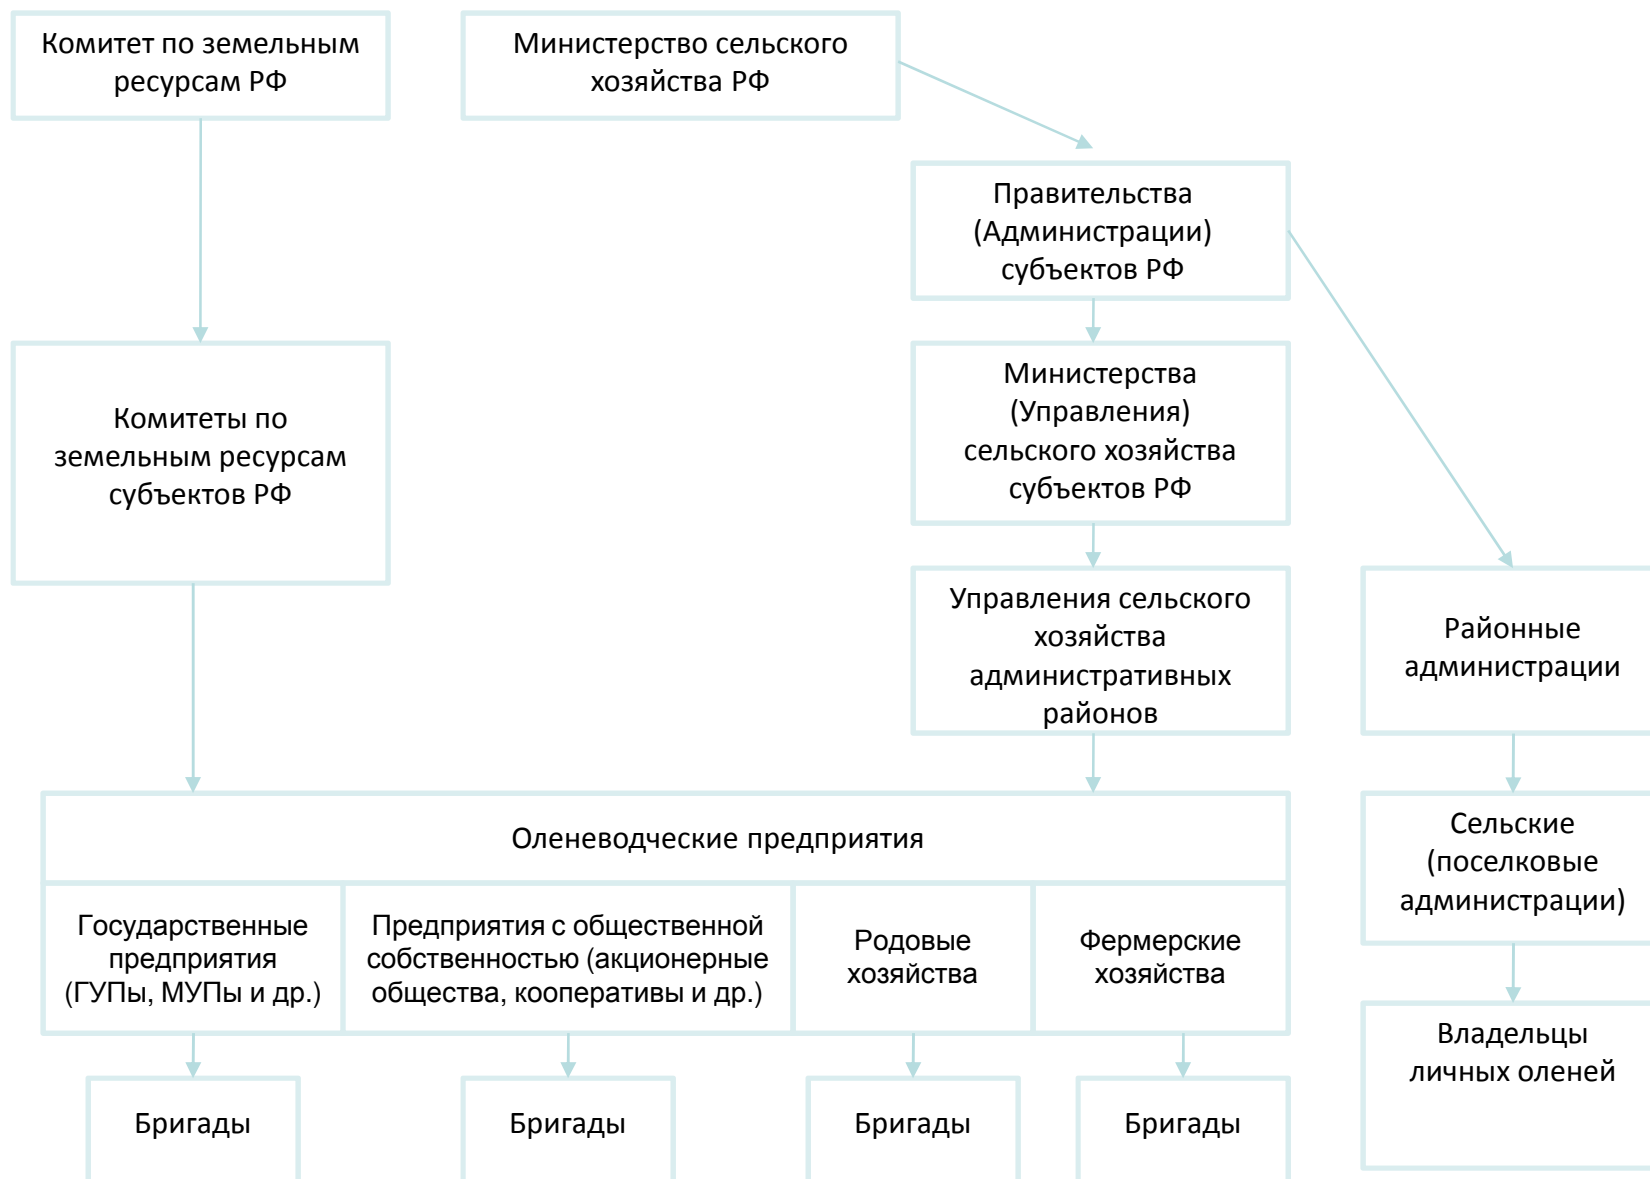 Комитет по земельным
ресурсам РФ
Министерство сельского
хозяйства РФ
Правительства
(Администрации)
субъектов РФ
Комитеты по
земельным ресурсам
субъектов РФ
Министерства
(Управления)
сельского хозяйства
субъектов РФ
Управления сельского
хозяйства
административных
районов
Районные
администрации
Оленеводческие предприятия
Государственные
предприятия
(ГУПы, МУПы и др.)
Предприятия с общественной
собственностью (акционерные
общества, кооперативы и др.)
Родовые
хозяйства
Фермерские
хозяйства
Сельские
(поселковые
администрации)
Владельцы
личных оленей
Бригады
Бригады
Бригады
Бригады